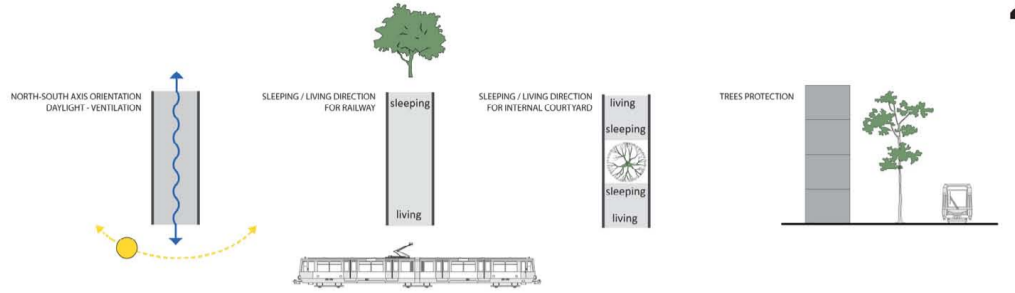 NORTH-SOUTH AXIS ORIENTATION
DAYLIGHT - VENTILATION
SLEEPING / LIVING DIRECTION
FOR RAILWAY
sleeping
living
SLEEPING / LIVING DIRECTION
FOR INTERNAL COURTYARD
living
sleeping
sleeping
living
TREES PROTECTION